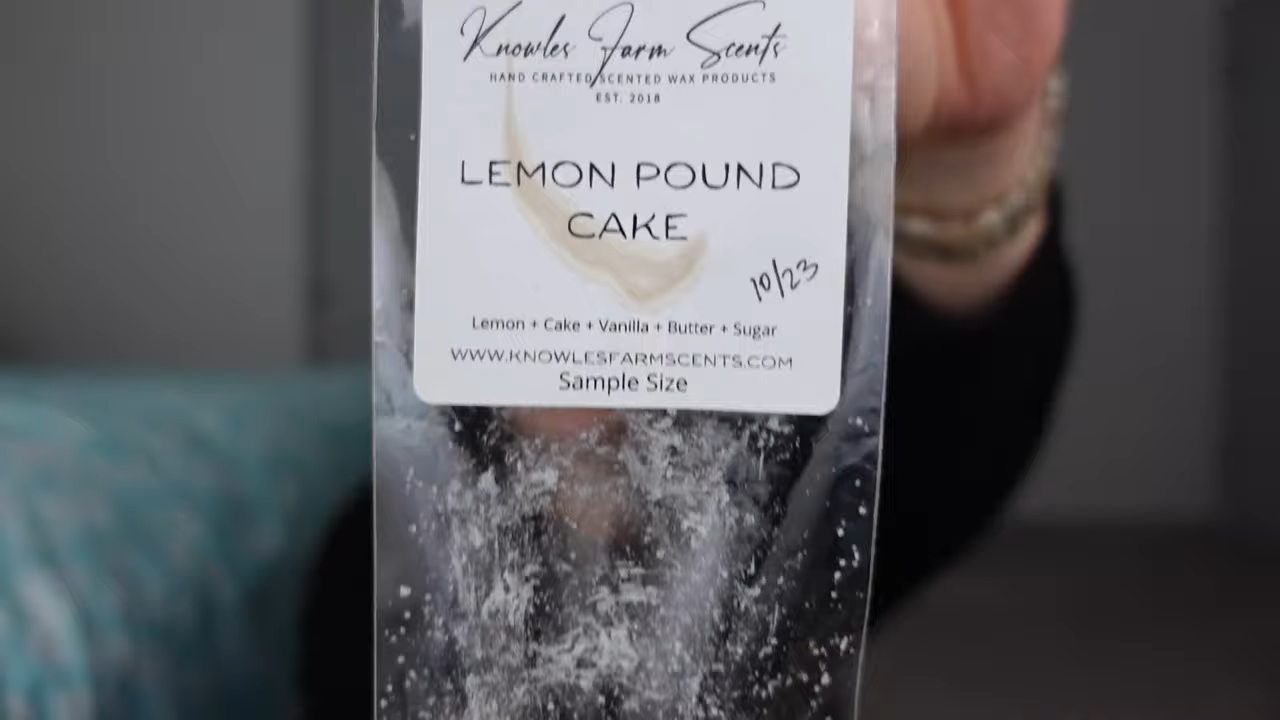 Knowles Farm Scents
HAND CRAFTED SCENTED WAX PRODUCTS
EST. 2018
LEMON POUND
CAKE
10/23
Lemon + Cake + Vanilla + Butter + Sugar
WWW.KNOWLESFARMSCENTS.COM
Sample Size